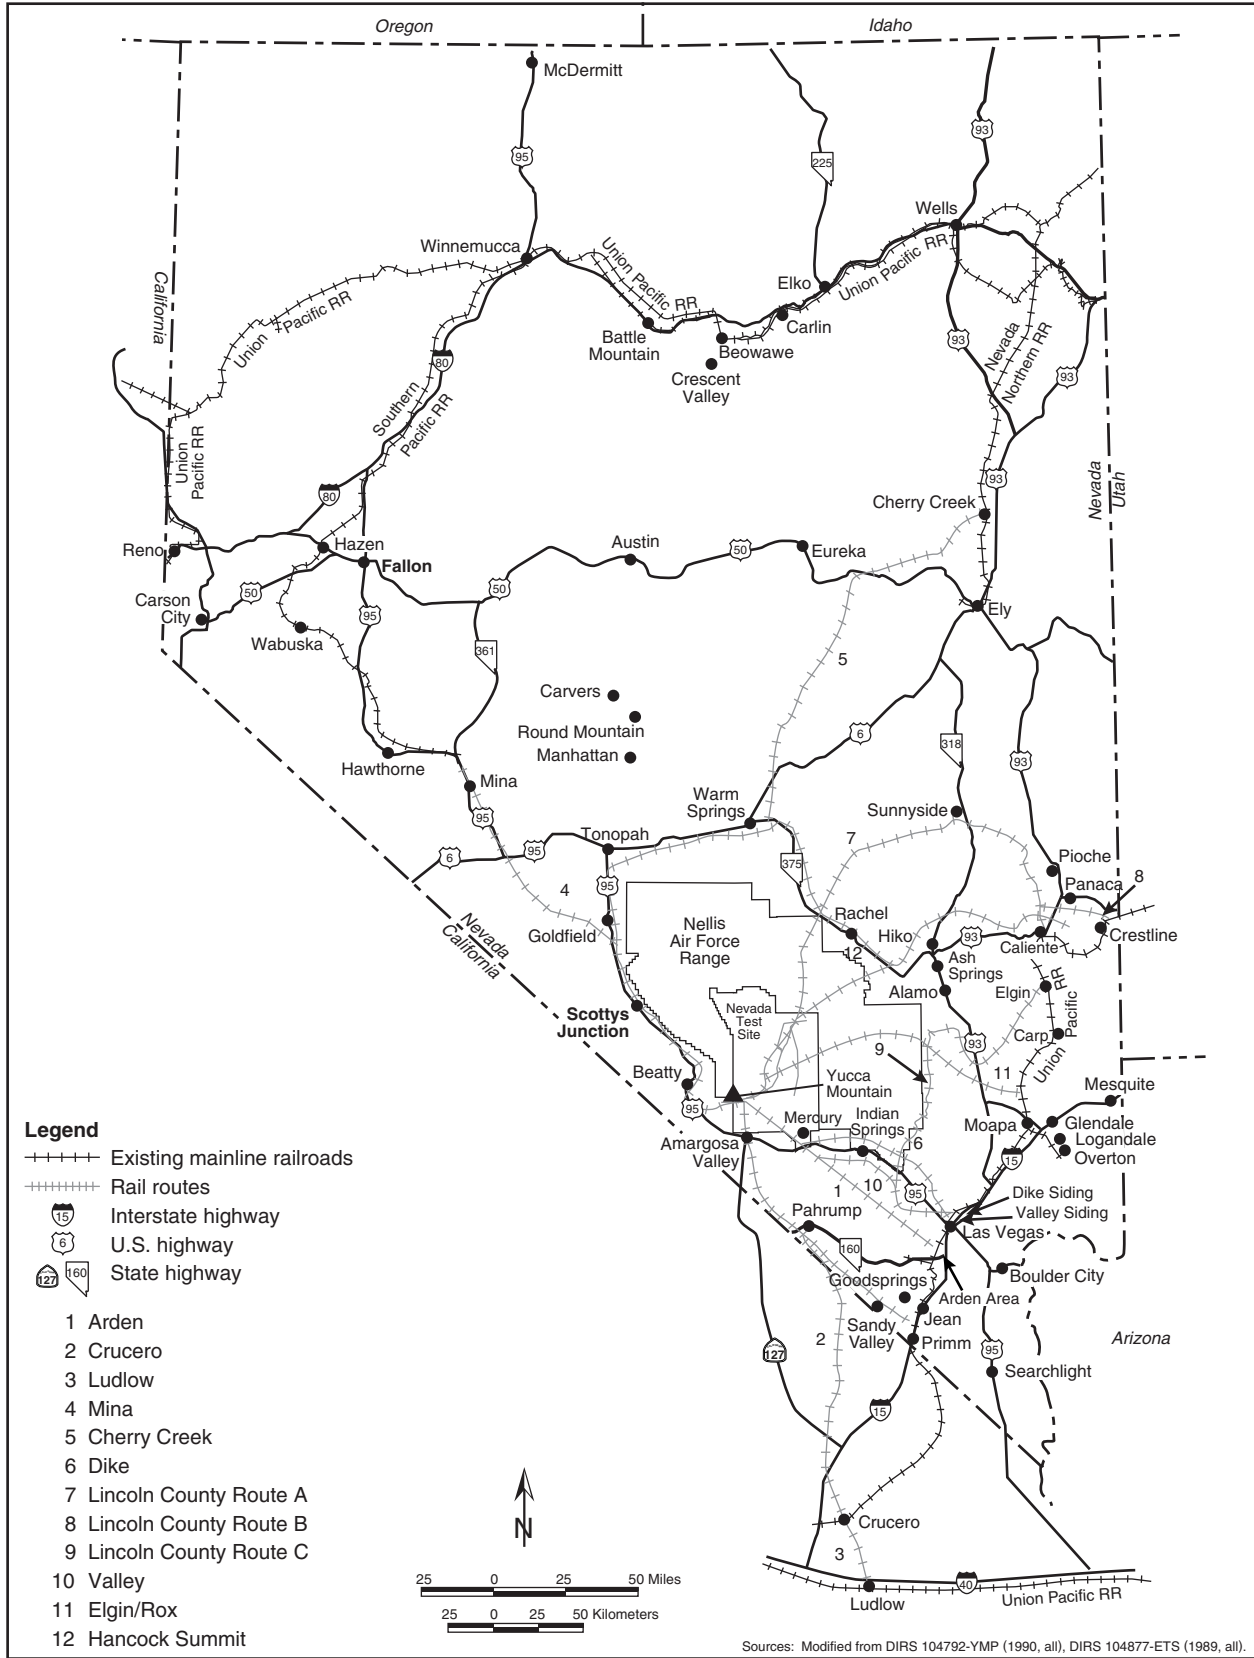 Oregon
Idaho
McDermitt
95
93
225
Wells
Winnemucca
Union Pacific RR
Union Pacific RR
Elko
California
Union Pacific RR
Carlin
Battle
Mountain
Beowawe
93
Nevada
Northern RR
80
Crescent
Valley
93
Southern
Pacific RR
Union
Pacific RR
93
Nevada
Utah
80
Cherry Creek
Reno
Hazen
Austin
50
Eureka
Fallon
50
50
Carson
City
95
Ely
Wabuska
361
5
Carvers
Round Mountain
Manhattan
6
318
93
Hawthorne
Mina
Warm
Springs
Sunnyside
95
Tonopah
7
6
95
375
Pioche
8
95
Panaca
4
Nevada
California
Goldfield
Nellis
Air Force
Range
Rachel
Hiko
93
Caliente
Crestline
12
Ash
Springs
Alamo
Elgin
Union Pacific RR
Scottys
Junction
Nevada
Test
Site
9
93
Carp
11
Beatty
Yucca
Mountain
Mesquite
95
Mercury
Indian
Springs
Moapa
Glendale
Logandale
Overton
Amargosa
Valley
6
15
1
10
95
Dike Siding
Valley Siding
Pahrump
Las Vegas
160
Goodsprings
Boulder City
Arden Area
Sandy
Valley
Jean
Primm
2
Arizona
127
95
Searchlight
15
Crucero
3
40
Ludlow
Union Pacific RR
Legend
Existing mainline railroads
Rail routes
15 Interstate highway
6 U.S. highway
127 160 State highway
1 Arden
2 Crucero
3 Ludlow
4 Mina
5 Cherry Creek
6 Dike
7 Lincoln County Route A
8 Lincoln County Route B
9 Lincoln County Route C
10 Valley
11 Elgin/Rox
12 Hancock Summit
N
25 0 25 50 Miles
25 0 25 50 Kilometers
Sources: Modified from DIRS 104792-YMP (1990, all), DIRS 104877-ETS (1989, all).